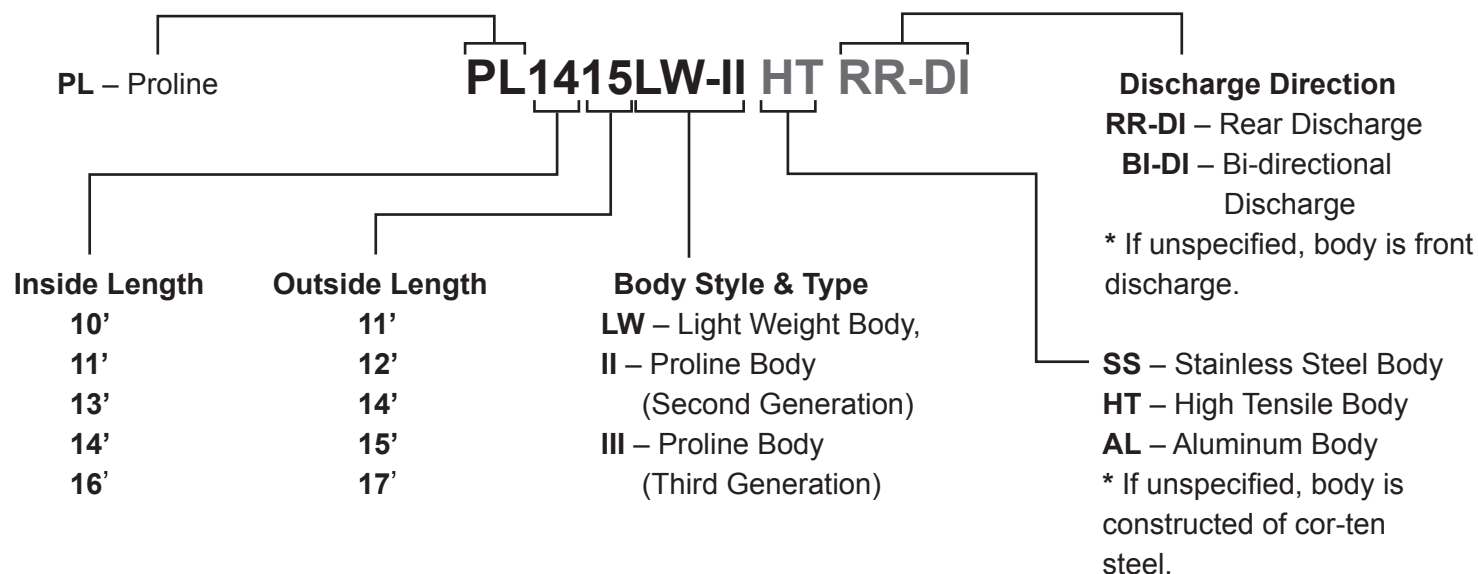 PL – Proline
PL1415LW-II HT RR-DI
Discharge Direction
RR-DI – Rear Discharge
BI-DI – Bi-directional
Discharge
* If unspecified, body is front
discharge.
Inside Length
10’
11’
13’
14’
16’
Outside Length
11’
12’
14’
15’
17’
Body Style & Type
LW – Light Weight Body,
II – Proline Body
(Second Generation)
III – Proline Body
(Third Generation)
SS – Stainless Steel Body
HT – High Tensile Body
AL – Aluminum Body
* If unspecified, body is
constructed of cor-ten
steel.